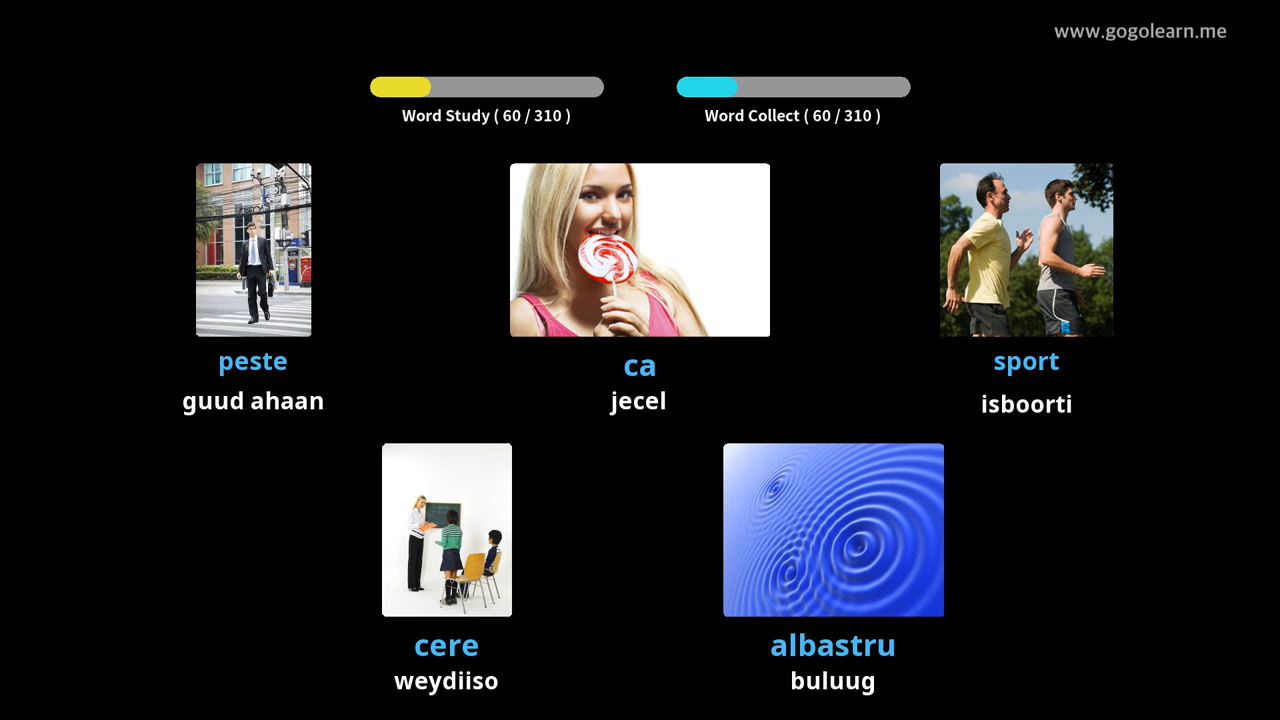 www.gogolearn.me
Word Study ( 60 / 310 )
Word Collect ( 60 / 310 )
peste
guud ahaan
ca
jecel
sport
isboorti
cere
weydiiso
albastru
buluug